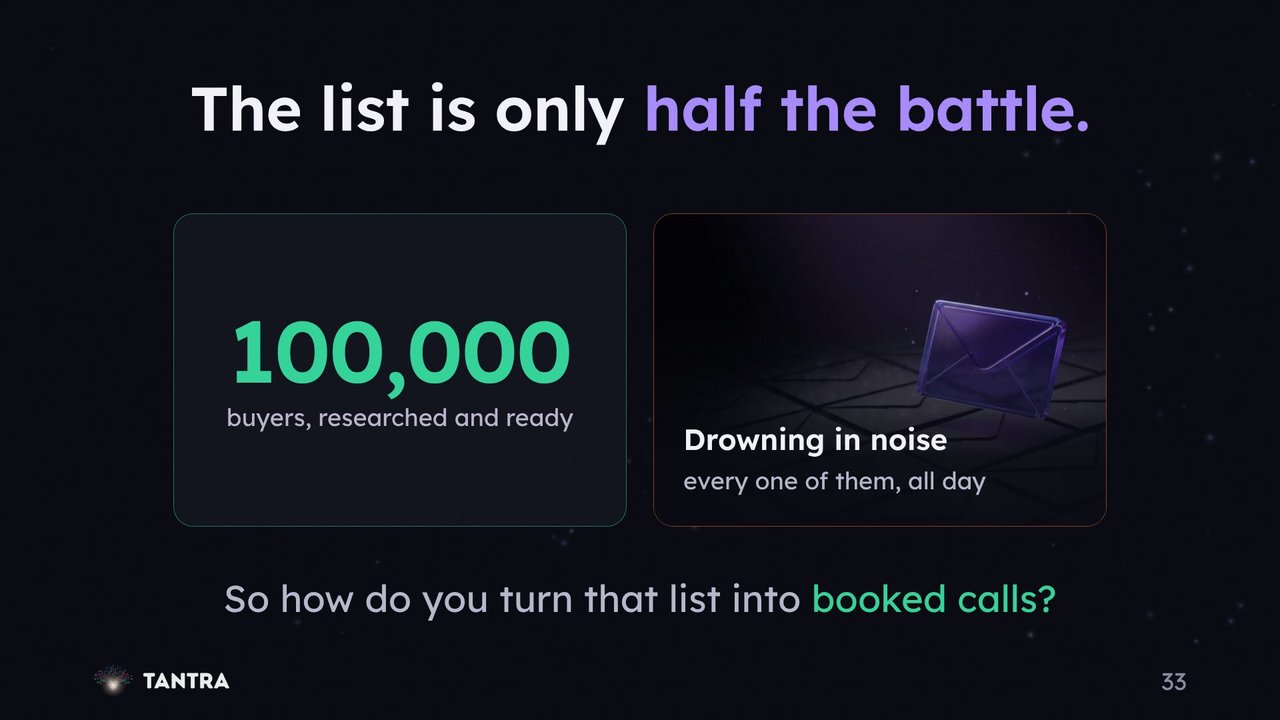 The list is only half the battle.
100,000
buyers, researched and ready
Drowning in noise
every one of them, all day
So how do you turn that list into booked calls?
TANTRA
33